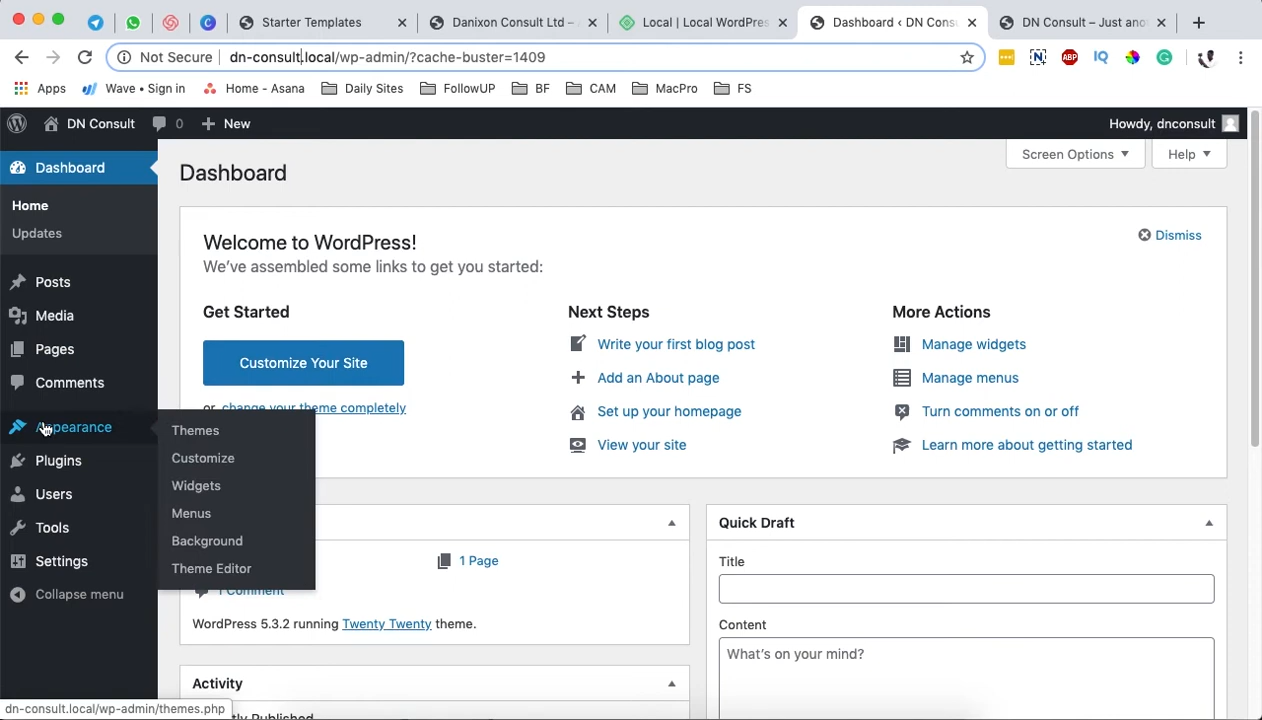 Starter Templates
Danixon Consult Ltd –
Local | Local WordPres
Dashboard ‹ DN Cons
DN Consult – Just ano
Not Secure
dn-consult.local/wp-admin/?cache-buster=1409
ABP
IQ
Apps
Wave • Sign in
Home - Asana
Daily Sites
FollowUP
BF
CAM
MacPro
FS
DN Consult
0
New
Howdy, dnconsult
Dashboard
Home
Updates
Posts
Media
Pages
Comments
Appearance
Plugins
Users
Tools
Settings
Collapse menu
Themes
Customize
Widgets
Menus
Background
Theme Editor
Dashboard
Screen Options
Help
Welcome to WordPress!
Dismiss
We've assembled some links to get you started:
Get Started
Customize Your Site
or, change your theme completely
Next Steps
Write your first blog post
Add an About page
Set up your homepage
View your site
More Actions
Manage widgets
Manage menus
Turn comments on or off
Learn more about getting started
1 Page
1 Comment
WordPress 5.3.2 running Twenty Twenty theme.
Activity
Published
Quick Draft
Title
Content
What's on your mind?
dn-consult.local/wp-admin/themes.php